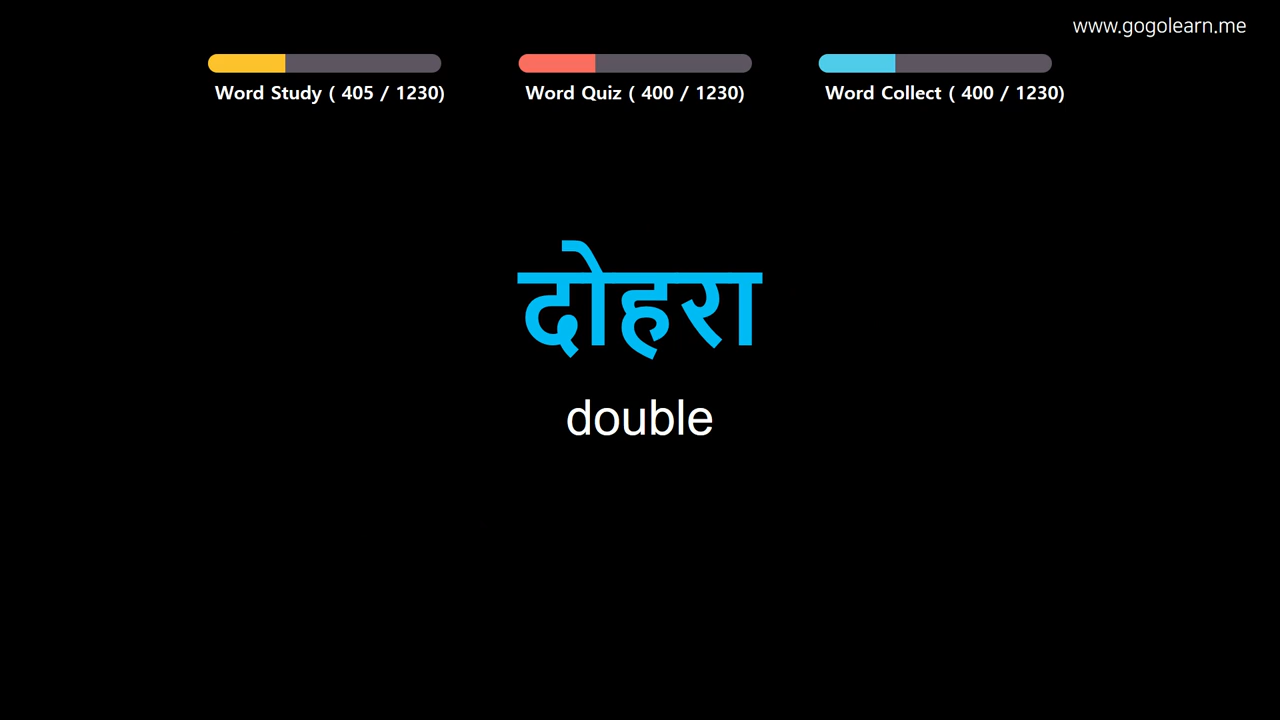 www.gogolearn.me
Word Study ( 405 / 1230)
Word Quiz ( 400 / 1230)
Word Collect ( 400 / 1230)
दोहरा
double